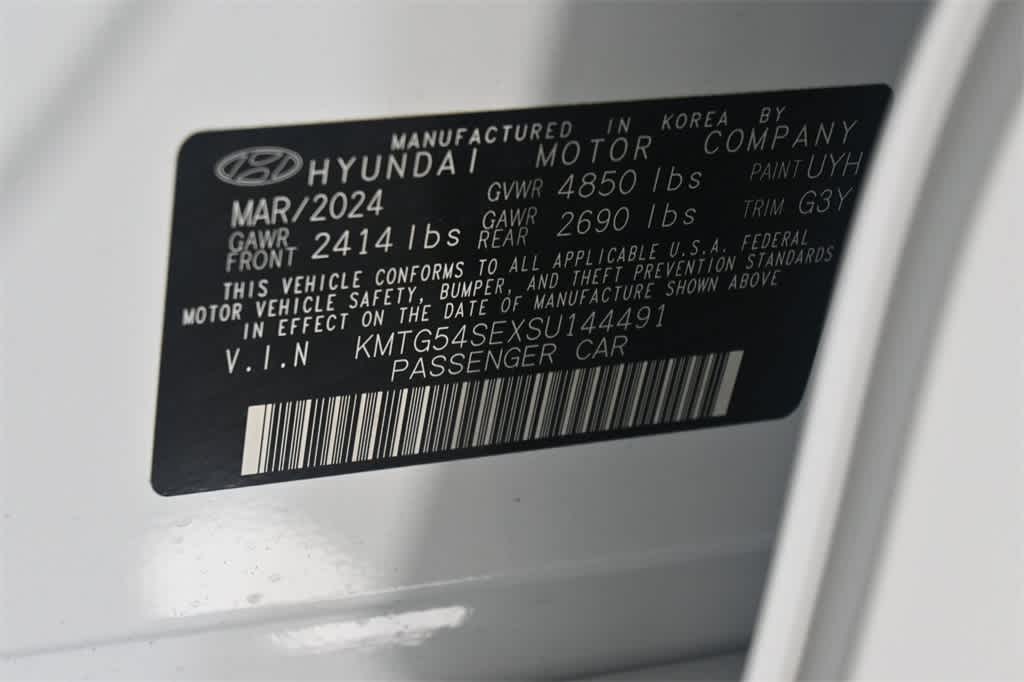 MANUFACTURED IN KOREA BY
HYUNDAI MOTOR COMPANY
MAR/2024 GVWR 4850 lbs PAINT UYH
GAWR FRONT 2414 lbs GAWR REAR 2690 lbs TRIM G3Y
THIS VEHICLE CONFORMS TO ALL APPLICABLE U.S.A. FEDERAL
MOTOR VEHICLE SAFETY, BUMPER, AND THEFT PREVENTION STANDARDS
IN EFFECT ON THE DATE OF MANUFACTURE SHOWN ABOVE
V.I.N KMTG54SEXSU144491
PASSENGER CAR